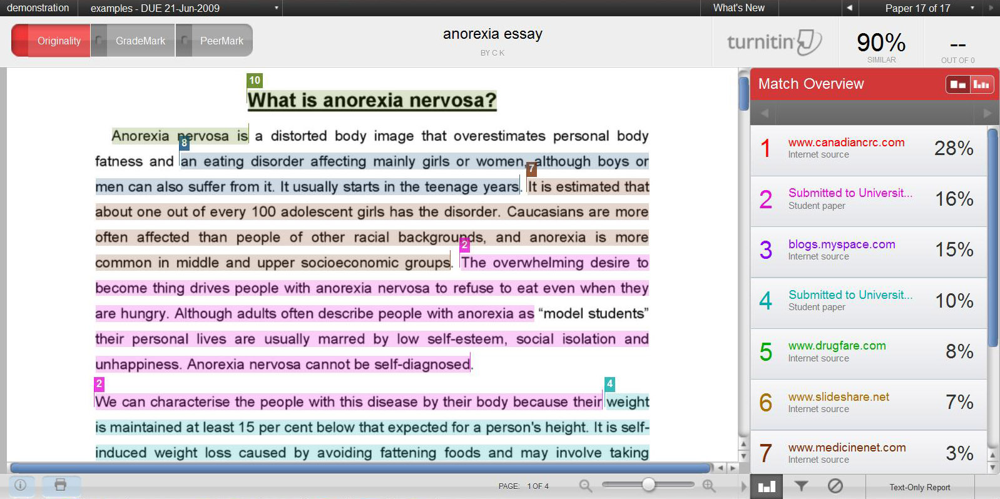 demonstration
examples - DUE 21-Jun-2009
What's New
Paper 17 of 17
Originality
GradeMark
PeerMark
anorexia essay
BY C K
turnitin
90%
SIMILAR
--
OUT OF 0
10
What is anorexia nervosa?
Anorexia nervosa is a distorted body image that overestimates personal body
8
fatness and an eating disorder affecting mainly girls or women, although boys or
7
men can also suffer from it. It usually starts in the teenage years. It is estimated that
about one out of every 100 adolescent girls has the disorder. Caucasians are more
often affected than people of other racial backgrounds, and anorexia is more
2
common in middle and upper socioeconomic groups. The overwhelming desire to
become thing drives people with anorexia nervosa to refuse to eat even when they
are hungry. Although adults often describe people with anorexia as “model students”
their personal lives are usually marred by low self-esteem, social isolation and
unhappiness. Anorexia nervosa cannot be self-diagnosed.
2
4
We can characterise the people with this disease by their body because their weight
is maintained at least 15 per cent below that expected for a person's height. It is self-
induced weight loss caused by avoiding fattening foods and may involve taking
Match Overview
1
www.canadiancrc.com
Internet source
28%
2
Submitted to Universit...
Student paper
16%
3
blogs.myspace.com
Internet source
15%
4
Submitted to Universit...
Student paper
10%
5
www.drugfare.com
Internet source
8%
6
www.slideshare.net
Internet source
7%
7
www.medicinenet.com
Internet source
3%
PAGE: 1 OF 4
Text-Only Report